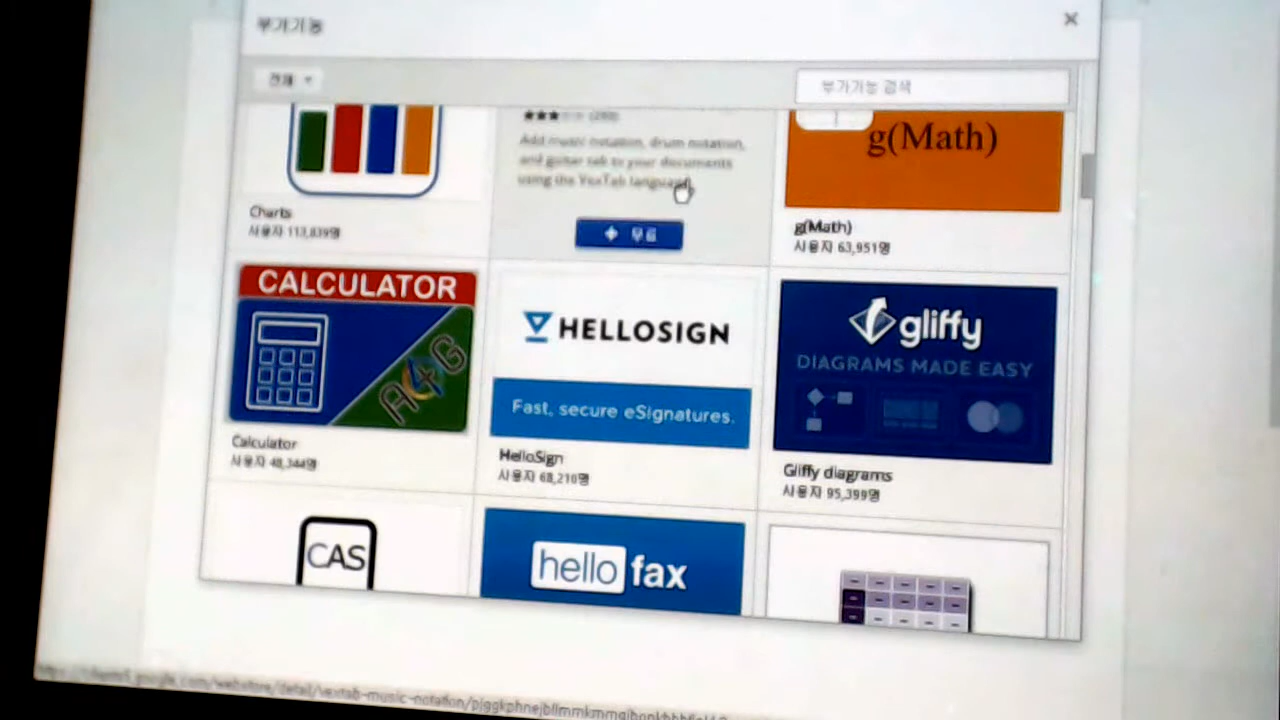 부가기능
전체
부가기능 검색
Add music notation, drum notation,
and guitar tab to your documents
using the VexTab language
무료
g(Math)
Charts
사용자 113,839명
g(Math)
사용자 63,951명
CALCULATOR
A4G
Calculator
사용자 48,344명
HELLOSIGN
Fast, secure eSignatures.
HelloSign
사용자 68,210명
gliffy
DIAGRAMS MADE EASY
Gliffy diagrams
사용자 95,399명
CAS
hello fax